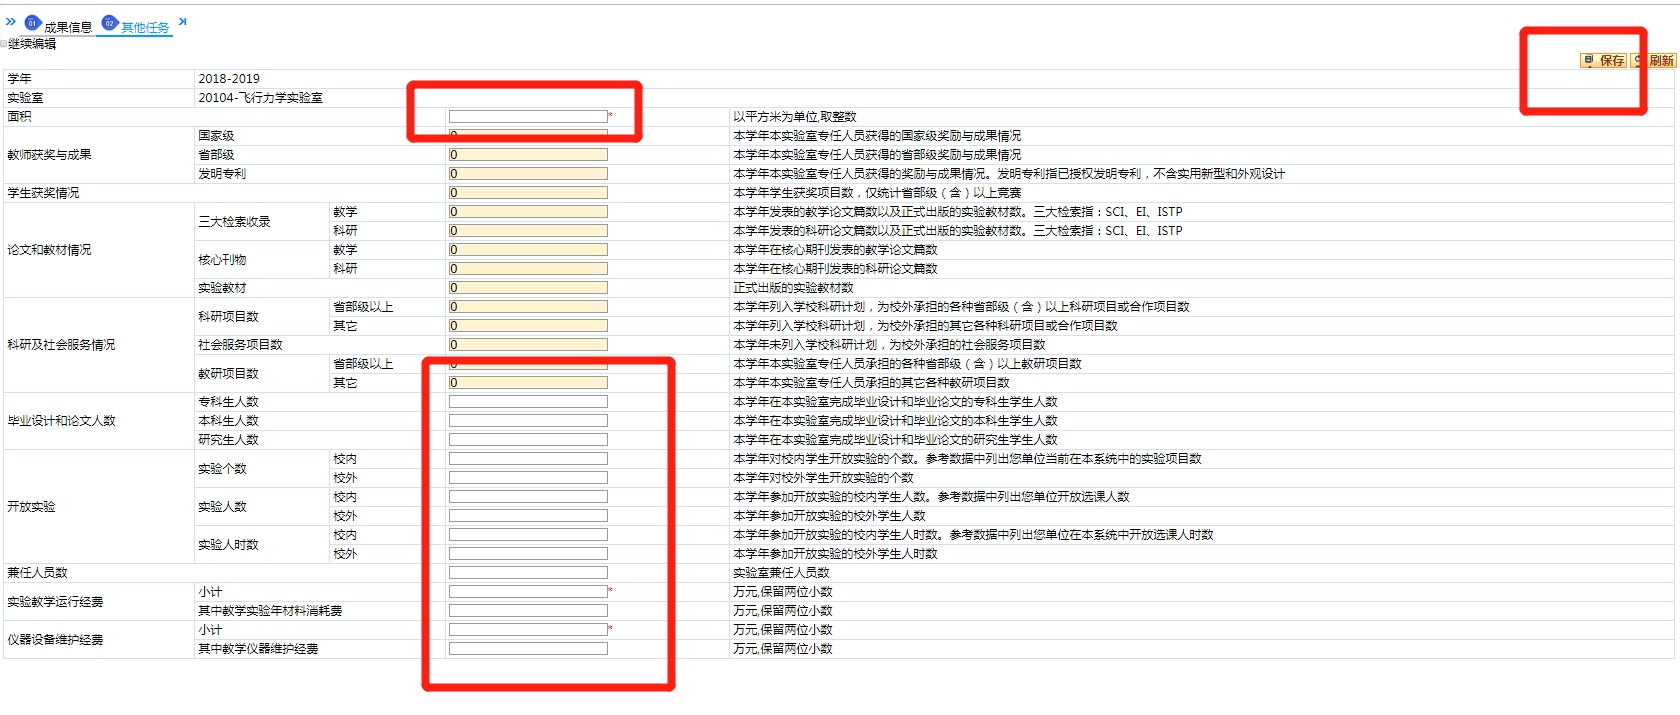 01 成果信息 02 其他任务
继续编辑
保存 刷新
学年 2018-2019
实验室 20104-飞行力学实验室
面积 * 以平方米为单位,取整数
教师获奖与成果 国家级 0 本学年本实验室专任人员获得的国家级奖励与成果情况
省部级 0 本学年本实验室专任人员获得的省部级奖励与成果情况
发明专利 0 本学年本实验室专任人员获得的奖励与成果情况。发明专利指已授权发明专利，不含实用新型和外观设计
学生获奖情况 0 本学年学生获奖项目数，仅统计省部级（含）以上竞赛
论文和教材情况 三大检索收录 教学 0 本学年发表的教学论文篇数以及正式出版的实验教材数。三大检索指：SCI、EI、ISTP
科研 0 本学年发表的科研论文篇数以及正式出版的实验教材数。三大检索指：SCI、EI、ISTP
核心刊物 教学 0 本学年在核心期刊发表的教学论文篇数
科研 0 本学年在核心期刊发表的科研论文篇数
实验教材 0 正式出版的实验教材数
科研及社会服务情况 科研项目数 省部级以上 0 本学年列入学校科研计划，为校外承担的各种省部级（含）以上科研项目或合作项目数
其它 0 本学年列入学校科研计划，为校外承担的其它各种科研项目或合作项目数
社会服务项目数 0 本学年未列入学校科研计划，为校外承担的社会服务项目数
教研项目数 省部级以上 0 本学年本实验室专任人员承担的各种省部级（含）以上教研项目数
其它 0 本学年本实验室专任人员承担的其它各种教研项目数
毕业设计和论文人数 专科生人数 本学年在本实验室完成毕业设计和毕业论文的专科生学生人数
本科生人数 本学年在本实验室完成毕业设计和毕业论文的本科生学生人数
研究生人数 本学年在本实验室完成毕业设计和毕业论文的研究生学生人数
开放实验 实验个数 校内 本学年对校内学生开放实验的个数。参考数据中列出您单位当前在本系统中的实验项目数
校外 本学年对校外学生开放实验的个数
实验人数 校内 本学年参加开放实验的校内学生人数。参考数据中列出您单位开放选课人数
校外 本学年参加开放实验的校外学生人数
实验人时数 校内 本学年参加开放实验的校内学生人时数。参考数据中列出您单位在本系统中开放选课人时数
校外 本学年参加开放实验的校外学生人时数
兼任人员数 实验室兼任人员数
实验教学运行经费 小计 * 万元,保留两位小数
其中教学实验年材料消耗费 万元,保留两位小数
仪器设备维护经费 小计 * 万元,保留两位小数
其中教学仪器维护经费 万元,保留两位小数